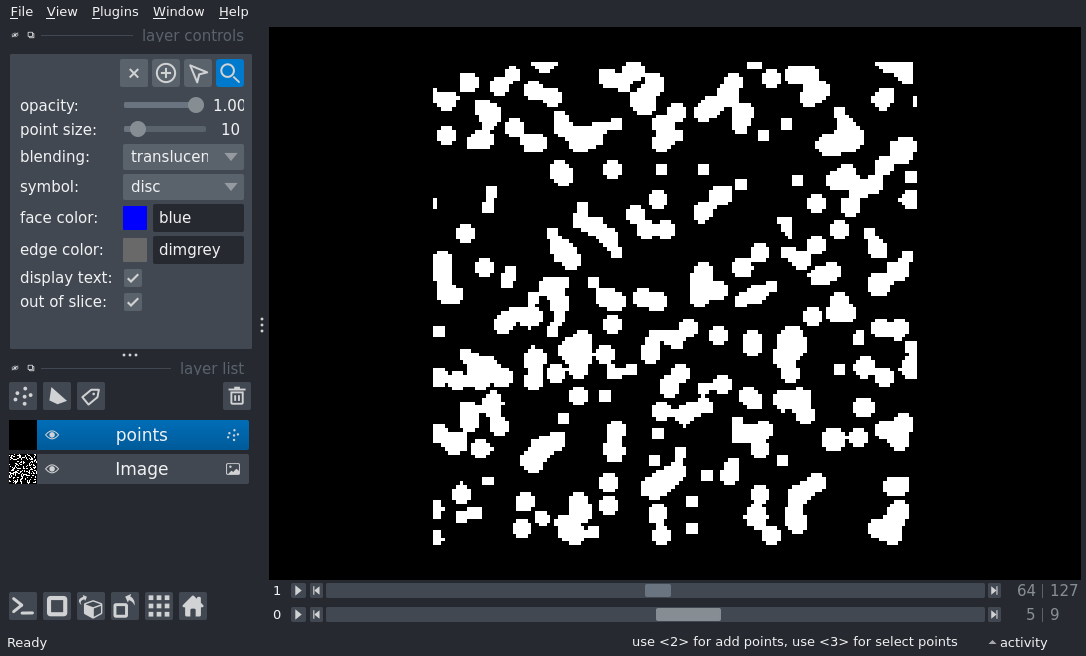 File View Plugins Window Help
layer controls
opacity: 1.00
point size: 10
blending: translucen
symbol: disc
face color: blue
edge color: dimgrey
display text:
out of slice:
layer list
points
Image
1 64 | 127
0 5 | 9
Ready use <2> for add points, use <3> for select points activity